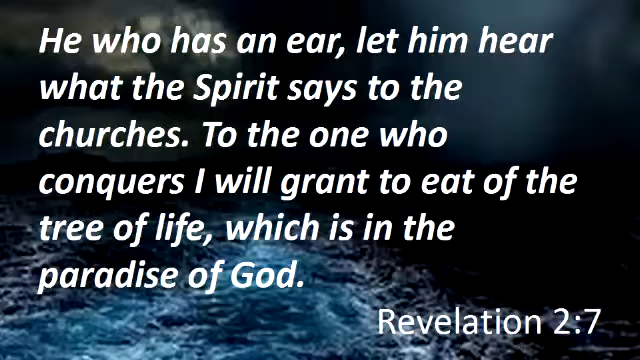 He who has an ear, let him hear
what the Spirit says to the
churches. To the one who
conquers I will grant to eat of the
tree of life, which is in the
paradise of God.
Revelation 2:7